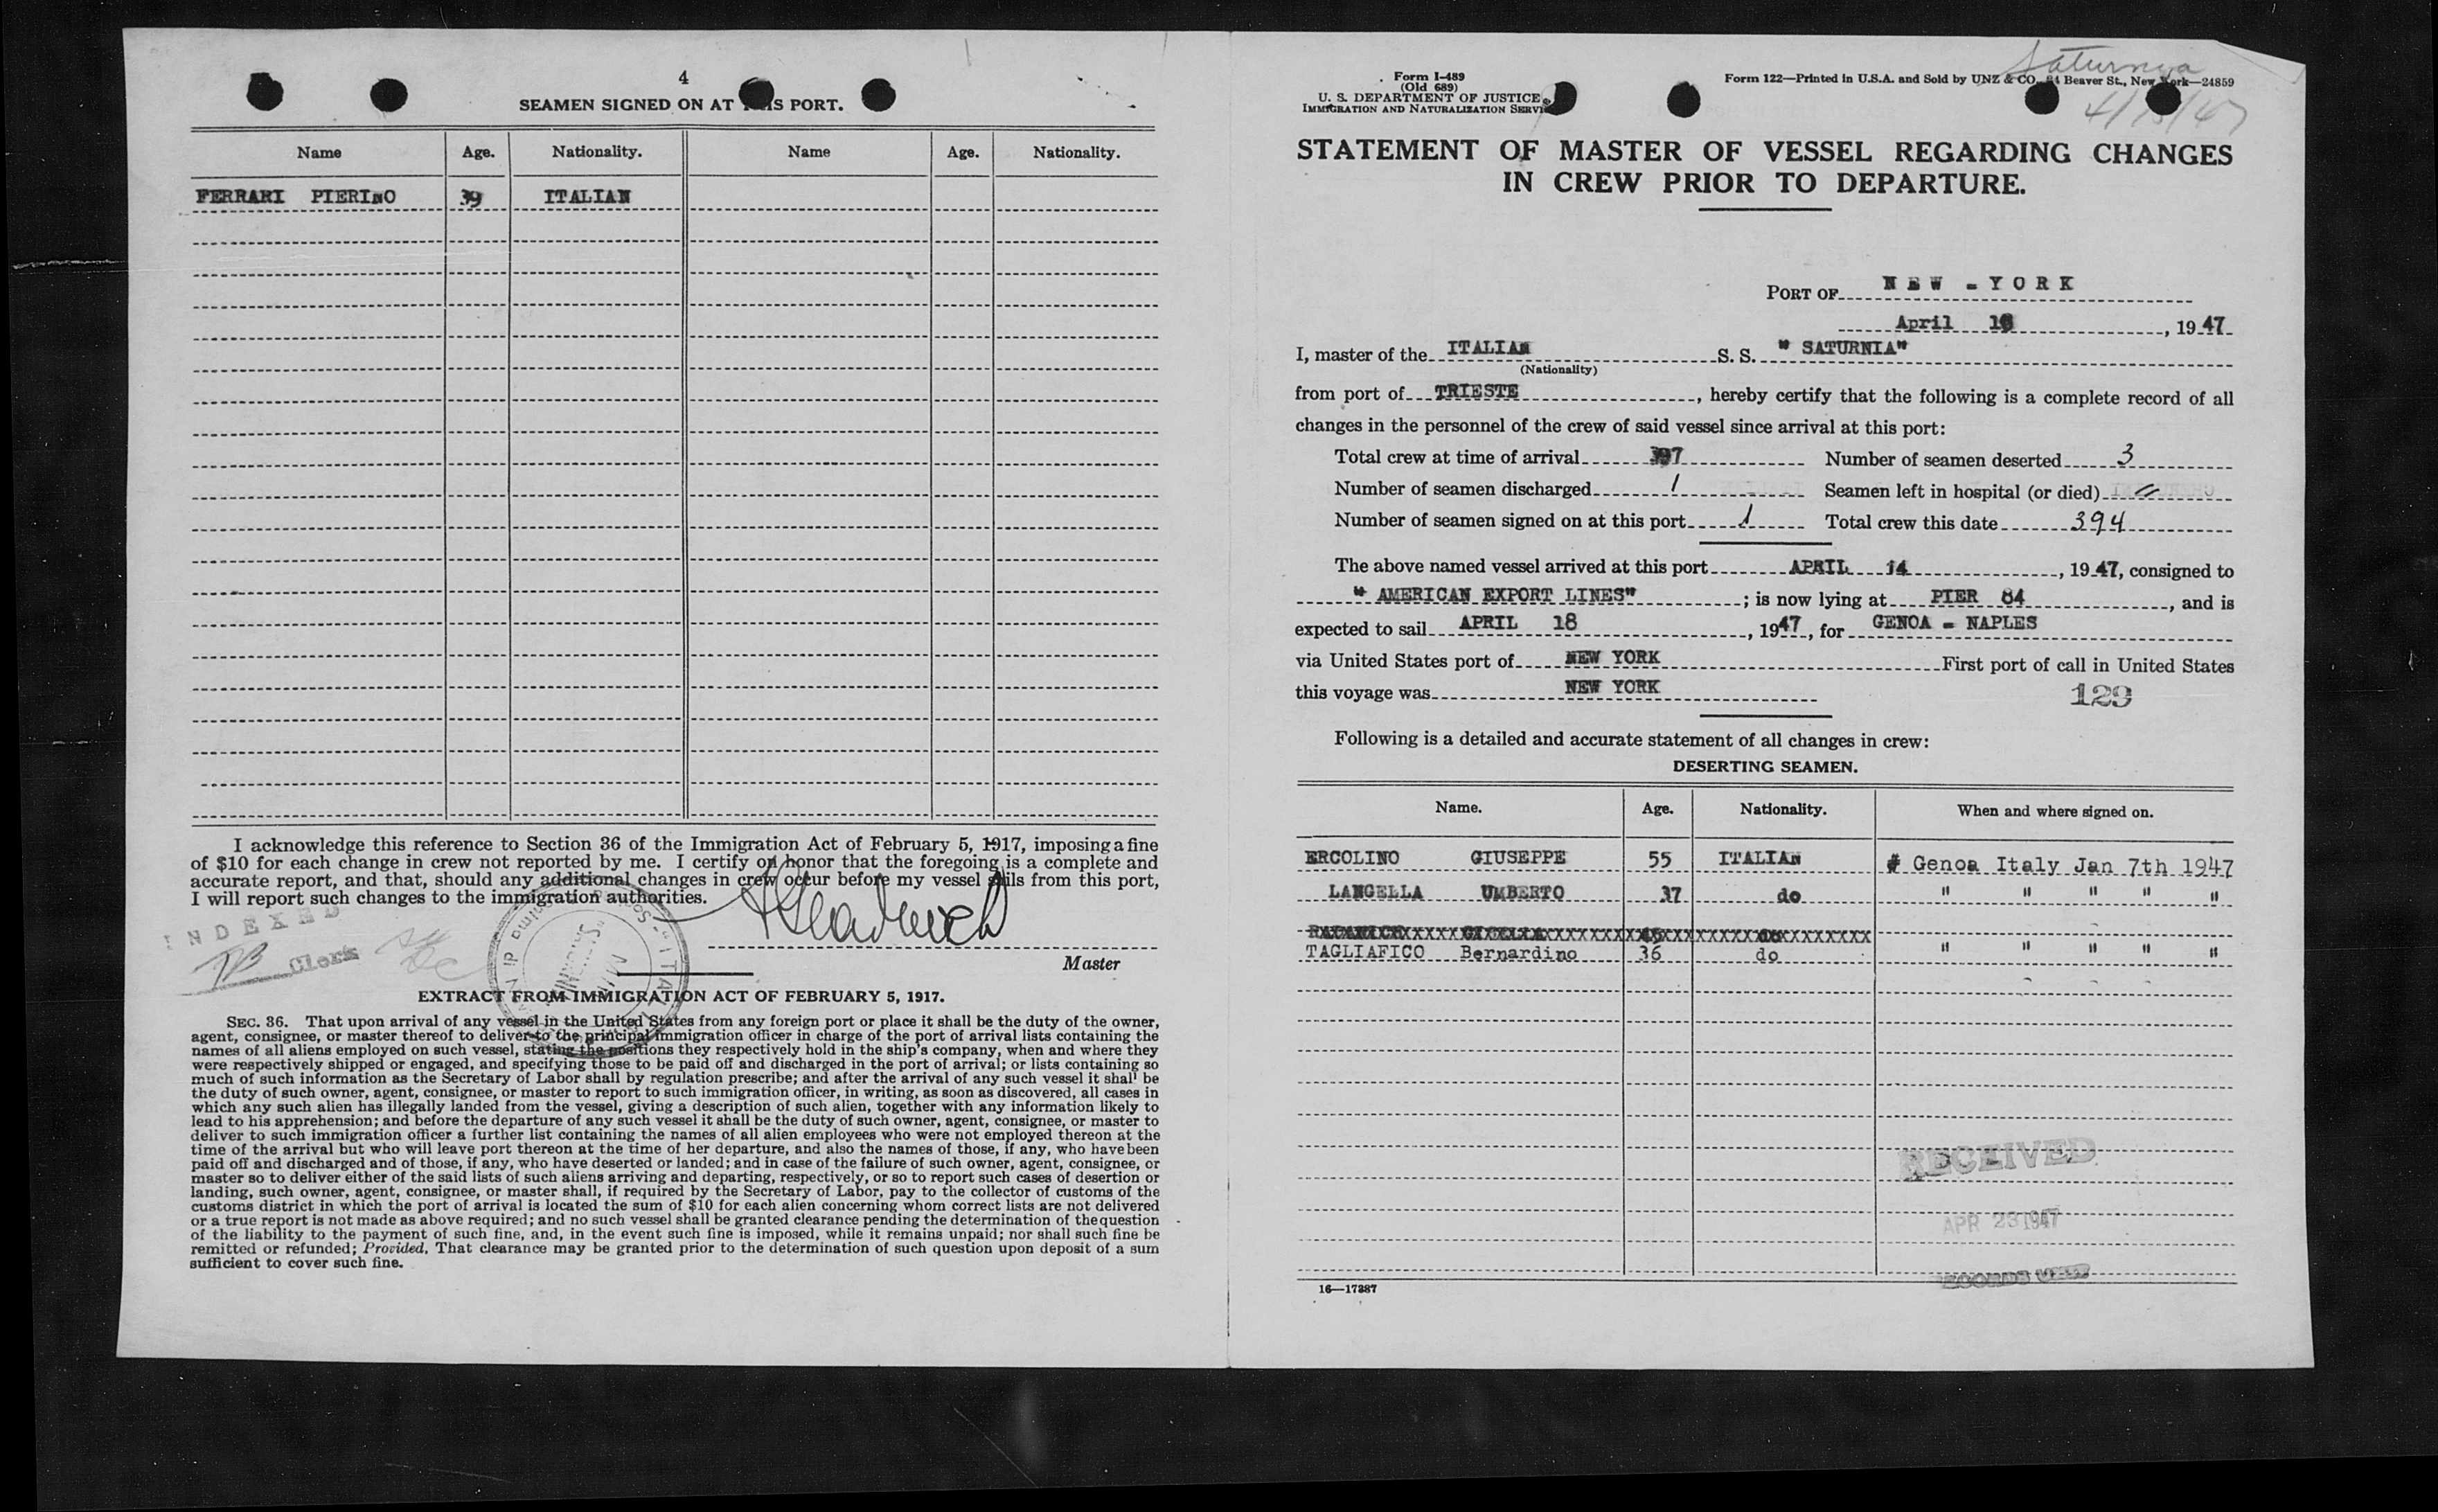 4
SEAMEN SIGNED ON AT THIS PORT.
Name Age. Nationality. Name Age. Nationality.
FERRARI PIERINO 39 ITALIAN
I acknowledge this reference to Section 36 of the Immigration Act of February 5, 1917, imposing a fine
of $10 for each change in crew not reported by me. I certify on honor that the foregoing is a complete and
accurate report, and that, should any additional changes in crew occur before my vessel sails from this port,
I will report such changes to the immigration authorities.
INDEXED
Clerk
Master
EXTRACT FROM IMMIGRATION ACT OF FEBRUARY 5, 1917.
SEC. 36. That upon arrival of any vessel in the United States from any foreign port or place it shall be the duty of the owner,
agent, consignee, or master thereof to deliver to the principal immigration officer in charge of the port of arrival lists containing the
names of all aliens employed on such vessel, stating the positions they respectively hold in the ship's company, when and where they
were respectively shipped or engaged, and specifying those to be paid off and discharged in the port of arrival; or lists containing so
much of such information as the Secretary of Labor shall by regulation prescribe; and after the arrival of any such vessel it shall be
the duty of such owner, agent, consignee, or master to report to such immigration officer, in writing, as soon as discovered, all cases in
which any such alien has illegally landed from the vessel, giving a description of such alien, together with any information likely to
lead to his apprehension; and before the departure of any such vessel it shall be the duty of such owner, agent, consignee, or master to
deliver to such immigration officer a further list containing the names of all alien employees who were not employed thereon at the
time of the arrival but who will leave port thereon at the time of her departure, and also the names of those, if any, who have been
paid off and discharged and of those, if any, who have deserted or landed; and in case of the failure of such owner, agent, consignee, or
master so to deliver either of the said lists of such aliens arriving and departing, respectively, or so to report such cases of desertion or
landing, such owner, agent, consignee, or master shall, if required by the Secretary of Labor, pay to the collector of customs of the
customs district in which the port of arrival is located the sum of $10 for each alien concerning whom correct lists are not delivered
or a true report is not made as above required; and no such vessel shall be granted clearance pending the determination of the question
of the liability to the payment of such fine, and, in the event such fine is imposed, while it remains unpaid; nor shall such fine be
remitted or refunded; Provided, That clearance may be granted prior to the determination of such question upon deposit of a sum
sufficient to cover such fine.
Saturnya
Form I-489
(Old 689)
U. S. DEPARTMENT OF JUSTICE
IMMIGRATION AND NATURALIZATION SERVICE
Form 122—Printed in U.S.A. and Sold by UNZ & CO., 24 Beaver St., New York—24859
STATEMENT OF MASTER OF VESSEL REGARDING CHANGES
IN CREW PRIOR TO DEPARTURE.
PORT OF NEW - YORK
April 16, 1947
I, master of the ITALIAN S. S. " SATURNIA"
(Nationality)
from port of TRIESTE, hereby certify that the following is a complete record of all
changes in the personnel of the crew of said vessel since arrival at this port:
Total crew at time of arrival 397 Number of seamen deserted 3
Number of seamen discharged 1 Seamen left in hospital (or died) //
Number of seamen signed on at this port 1 Total crew this date 394
The above named vessel arrived at this port APRIL 14, 1947, consigned to
" AMERICAN EXPORT LINES"; is now lying at PIER 84, and is
expected to sail APRIL 18, 1947, for GENOA - NAPLES
via United States port of NEW YORK First port of call in United States
this voyage was NEW YORK
129
Following is a detailed and accurate statement of all changes in crew:
DESERTING SEAMEN.
Name. Age. Nationality. When and where signed on.
ERCOLINO GIUSEPPE 55 ITALIAN Genoa Italy Jan 7th 1947
LANGELLA UMBERTO 37 do " " " " "
TAGLIAFICO Bernardino 36 do " " " " "
RECEIVED
APR 23 1947
RECORDS UNIT
16—17387